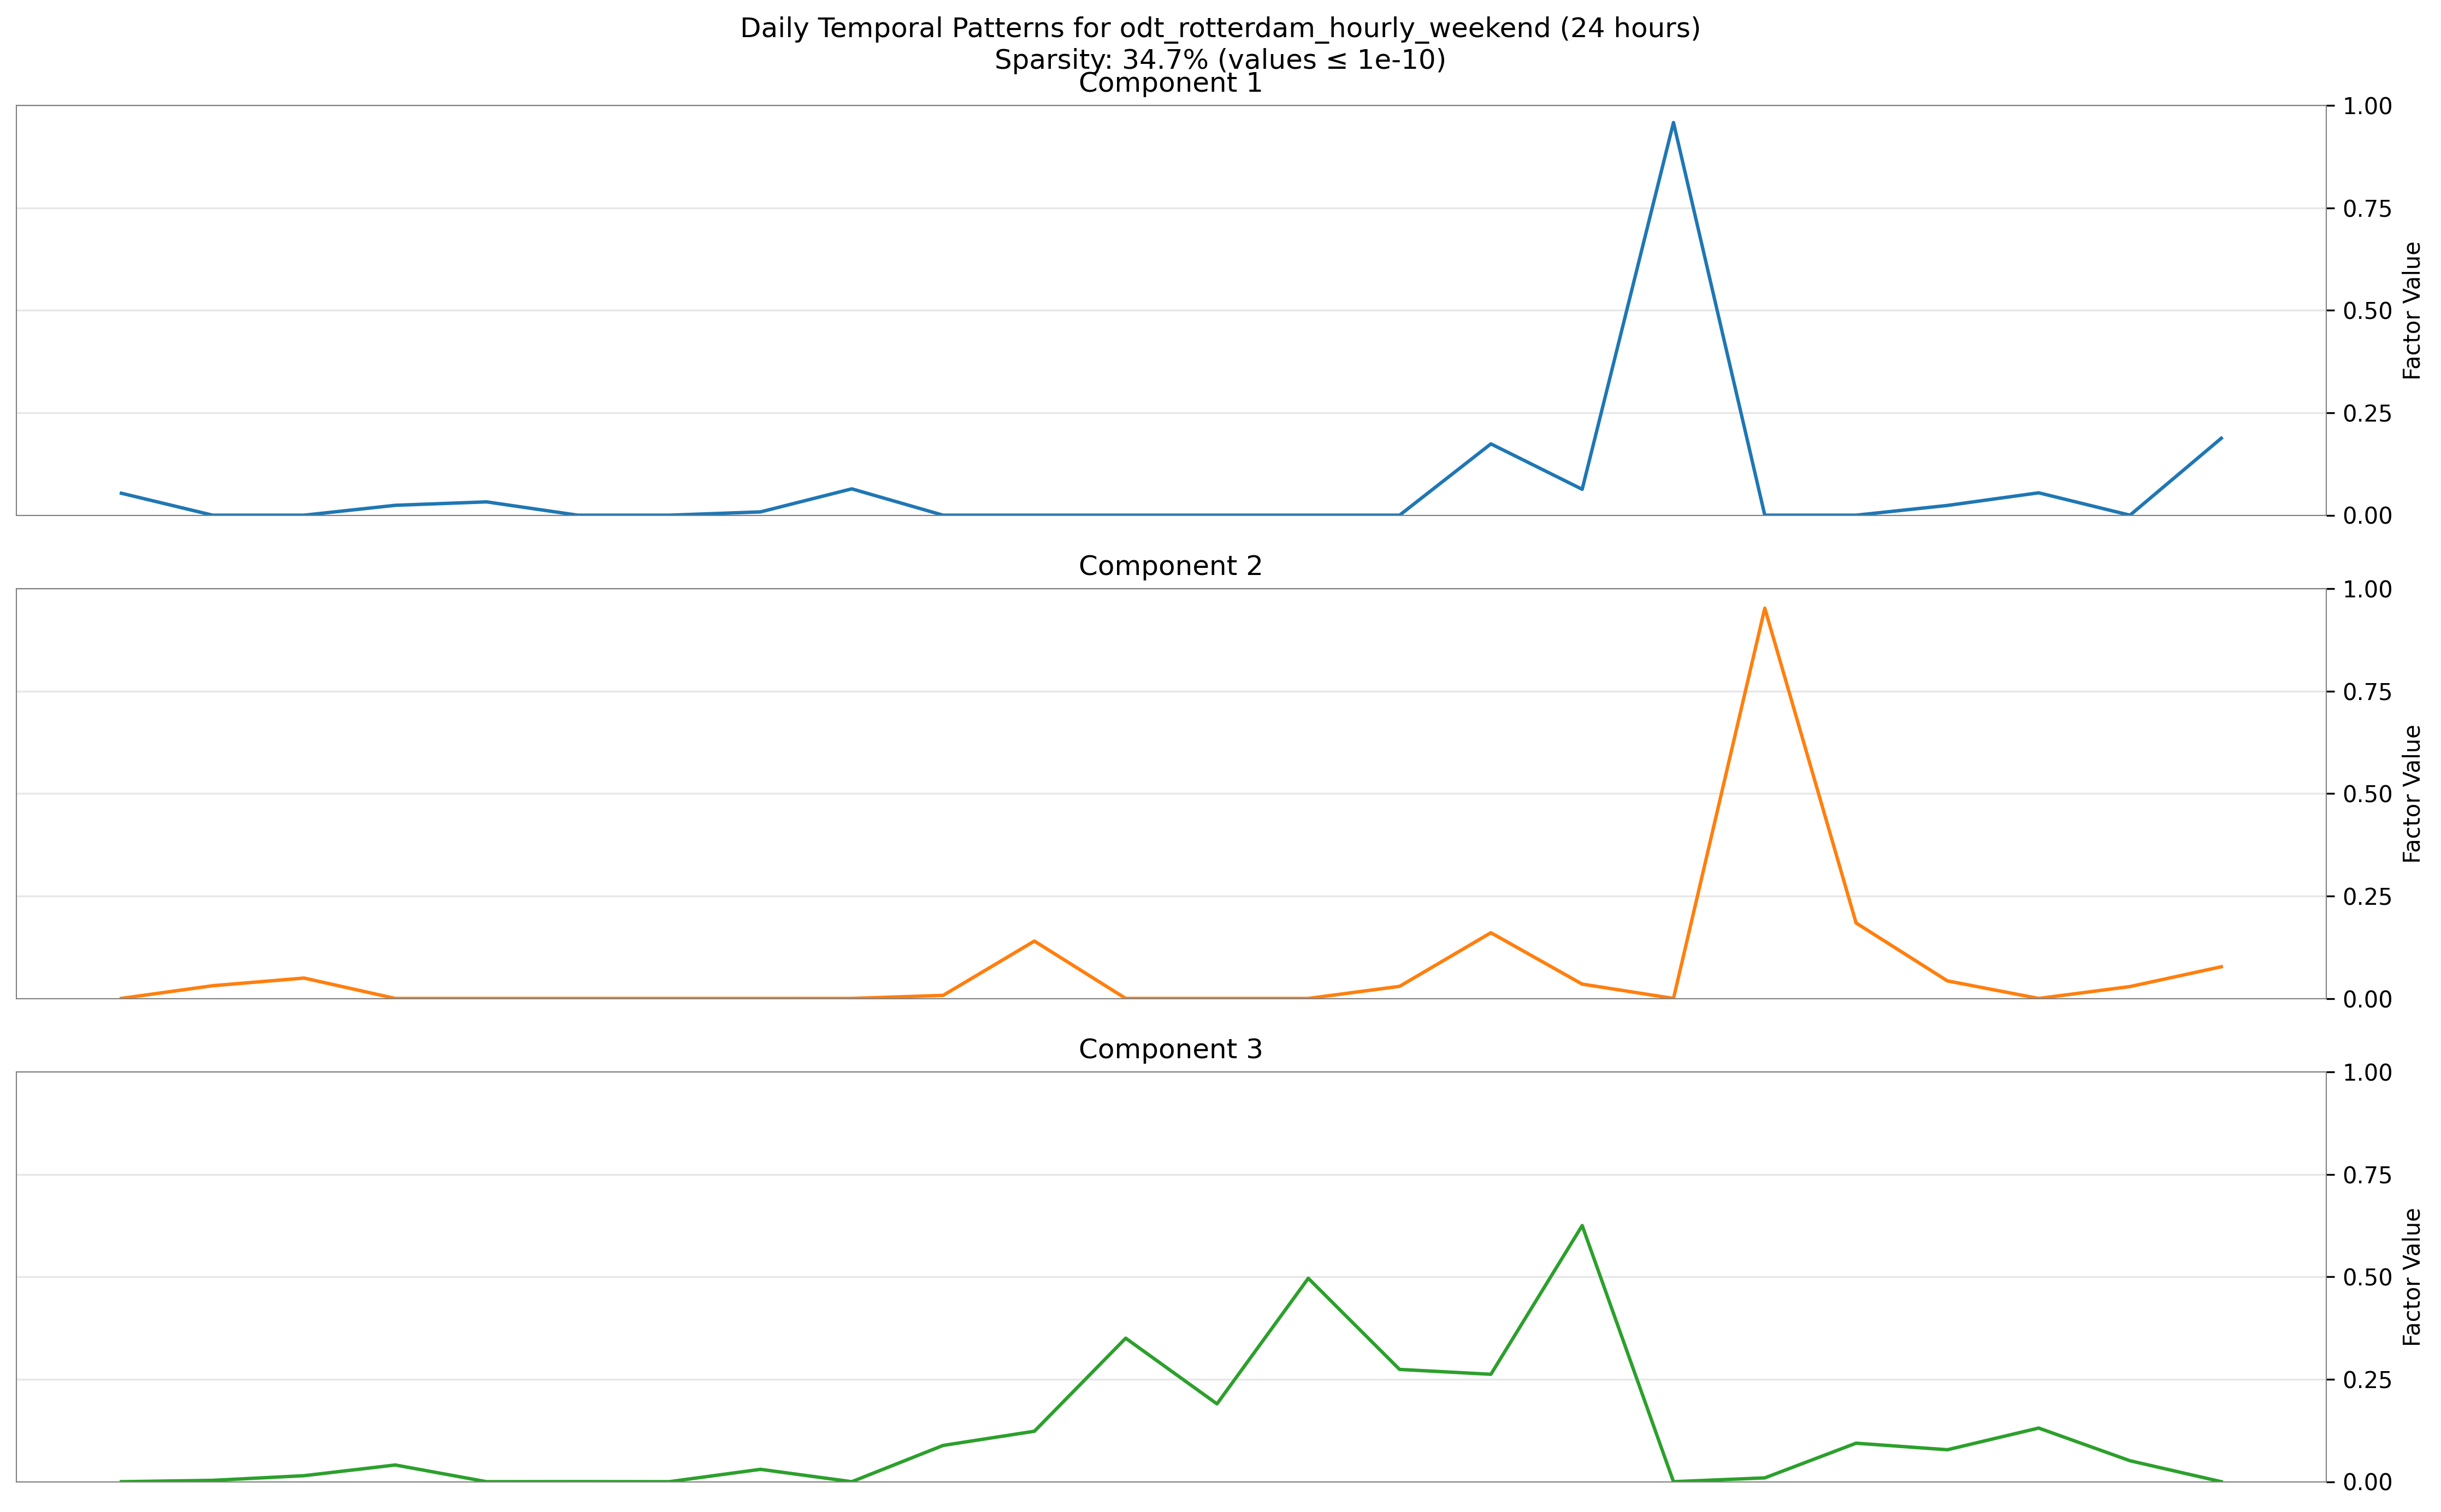 Daily Temporal Patterns for odt_rotterdam_hourly_weekend (24 hours)
Sparsity: 34.7% (values ≤ 1e-10)
Component 1
1.00
0.75
0.50
0.25
0.00
Factor Value
Component 2
1.00
0.75
0.50
0.25
0.00
Factor Value
Component 3
1.00
0.75
0.50
0.25
0.00
Factor Value